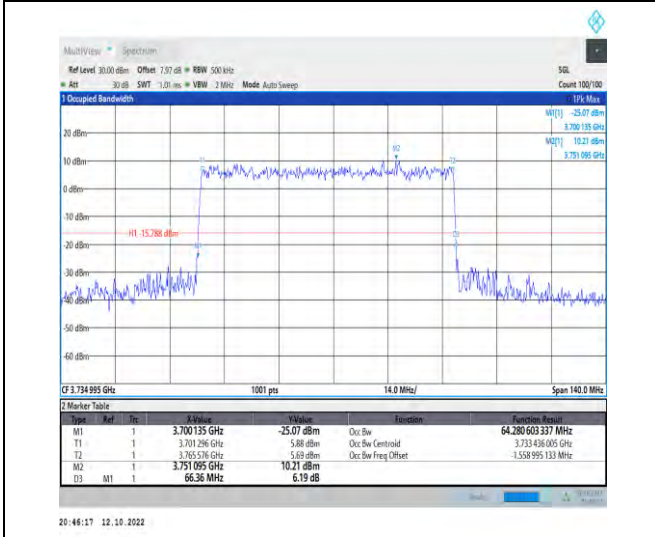 MultiView Spectrum
Ref Level 30.00 dBm Offset 7.97 dB RBW 500 kHz SGL
Att 30 dB SWT 1.01 ms VBW 2 MHz Mode Auto Sweep Count 100/100
1 Occupied Bandwidth 1Pk Max
M1[1] -25.07 dBm
3.700 135 GHz
M2[1] 10.21 dBm
3.751 095 GHz
20 dBm
M2
T1 T2
10 dBm
0 dBm
-10 dBm
H1 -15.788 dBm
D3
-20 dBm
M1
-30 dBm
-40 dBm
-50 dBm
-60 dBm
CF 3.734 995 GHz 1001 pts 14.0 MHz/ Span 140.0 MHz
2 Marker Table
Type Ref Trc X-Value Y-Value Function Function Result
M1 1 3.700135 GHz -25.07 dBm Occ Bw 64.280 603 337 MHz
T1 1 3.701 296 GHz 5.88 dBm Occ Bw Centroid 3.733 436 005 GHz
T2 1 3.765 576 GHz 5.69 dBm Occ Bw Freq Offset -1.558 995 133 MHz
M2 1 3.751 095 GHz 10.21 dBm
D3 M1 1 66.36 MHz 6.19 dB
20:46:17 12.10.2022